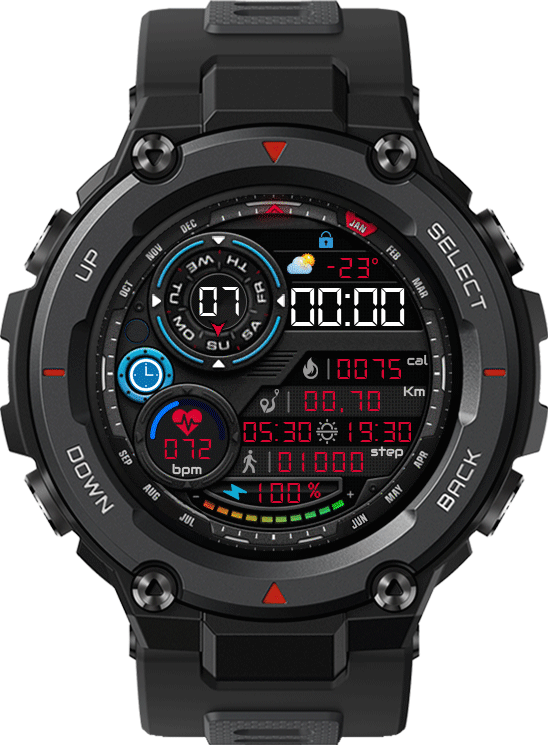 UP
SELECT
DOWN
BACK
JAN
FEB
MAR
APR
MAY
JUN
JUL
AUG
SEP
OCT
NOV
DEC
SU
MO
TU
WE
TH
FR
SA
07
-23°
00:00
0075 cal
00.70 Km
05:30 19:30
01000 step
072
bpm
100 %
+